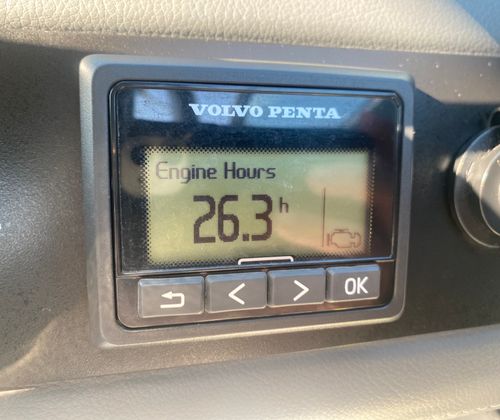 VOLVO PENTA
Engine Hours
26.3 h
< > OK